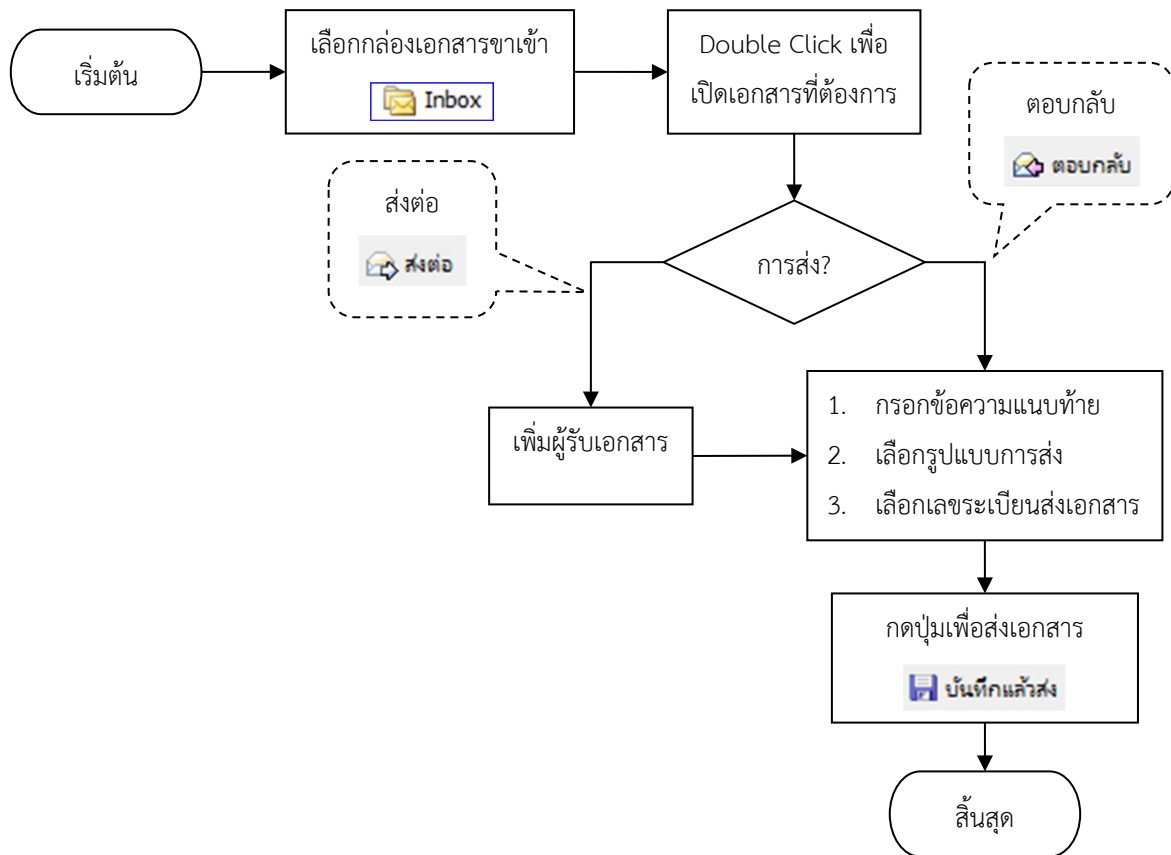 เริ่มต้น
เลือกกล่องเอกสารขาเข้า
Inbox
Double Click เพื่อ
เปิดเอกสารที่ต้องการ
ตอบกลับ
ตอบกลับ
ส่งต่อ
ส่งต่อ
การส่ง?
เพิ่มผู้รับเอกสาร
1. กรอกข้อความแนบท้าย
2. เลือกรูปแบบการส่ง
3. เลือกเลขระเบียนส่งเอกสาร
กดปุ่มเพื่อส่งเอกสาร
บันทึกแล้วส่ง
สิ้นสุด